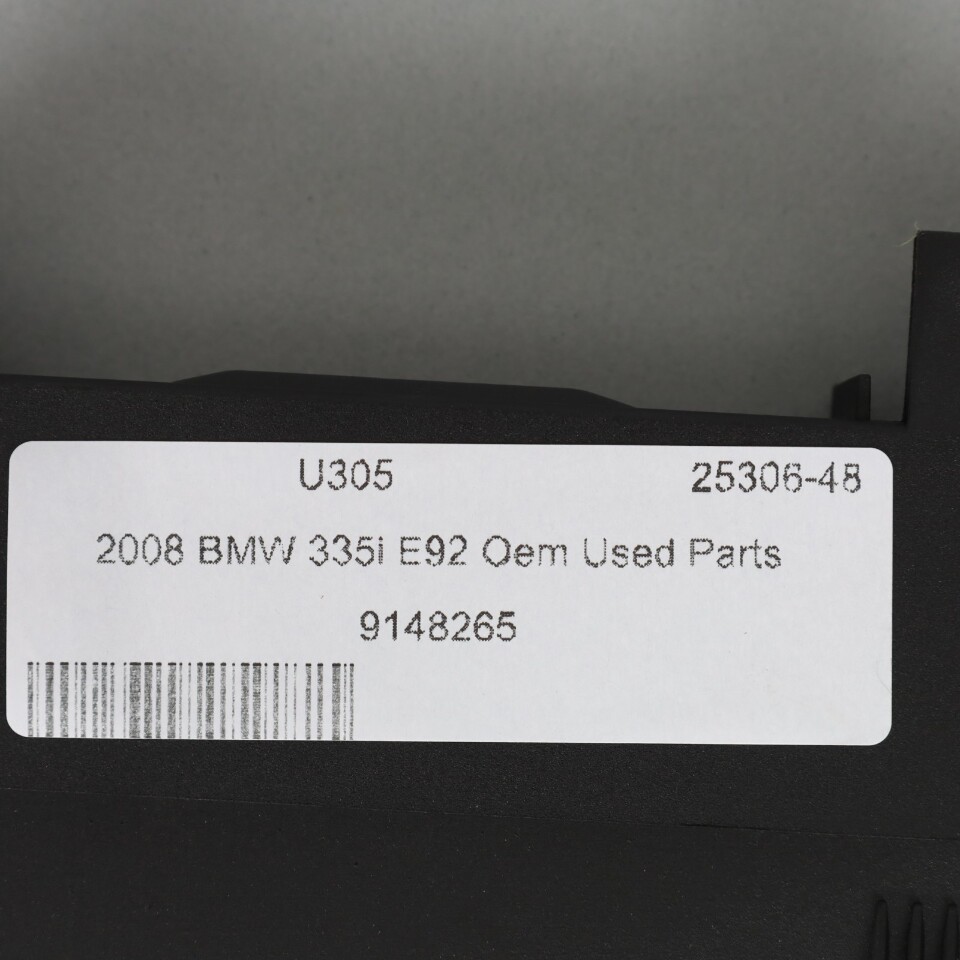 U305 25306-48
2008 BMW 335i E92 Oem Used Parts
9148265